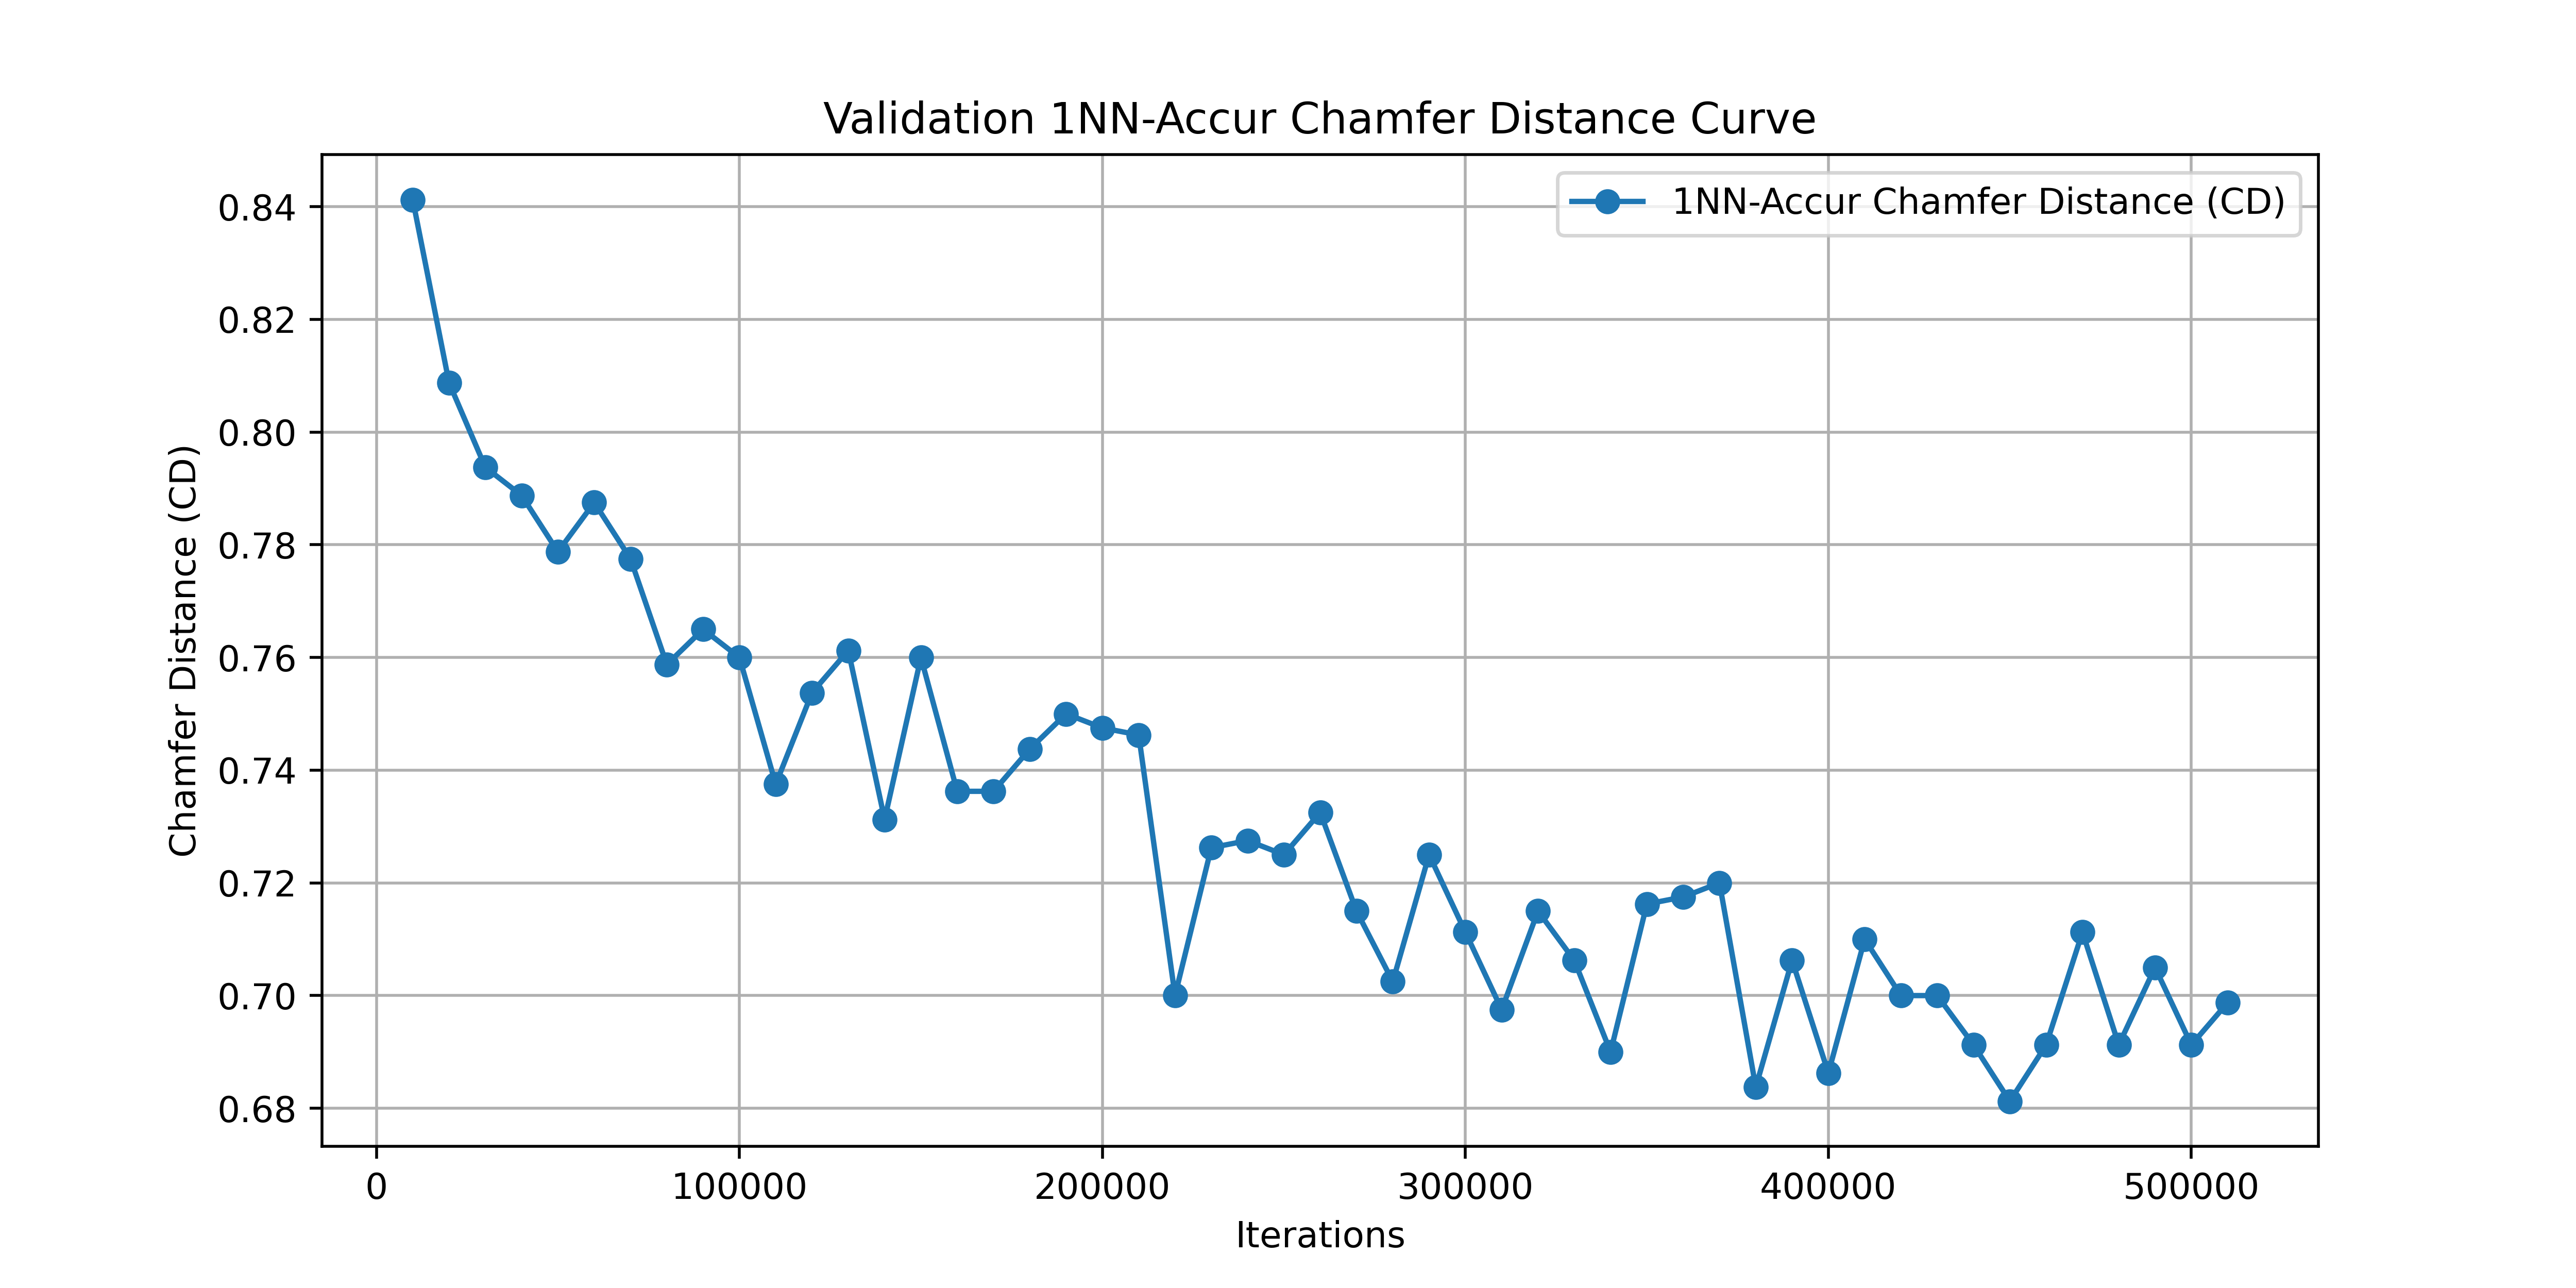 Validation 1NN-Accur Chamfer Distance Curve
1NN-Accur Chamfer Distance (CD)
Chamfer Distance (CD)
0.84
0.82
0.80
0.78
0.76
0.74
0.72
0.70
0.68
0 100000 200000 300000 400000 500000
Iterations